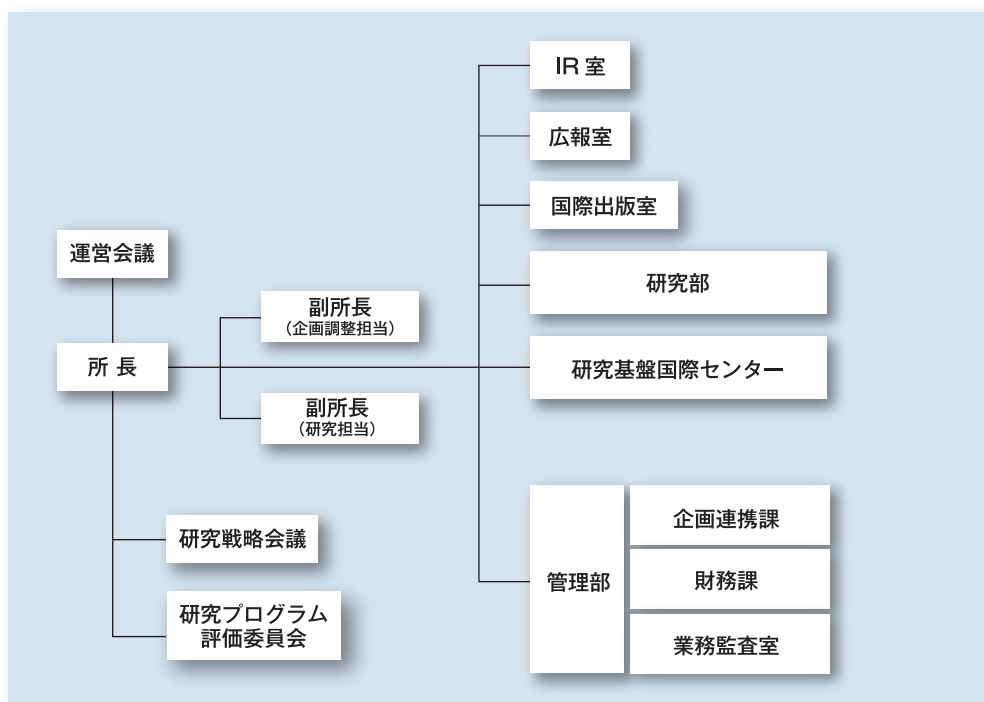 運営会議
所 長
副所長
（企画調整担当）
副所長
（研究担当）
研究戦略会議
研究プログラム
評価委員会
IR 室
広報室
国際出版室
研究部
研究基盤国際センター
管理部
企画連携課
財務課
業務監査室